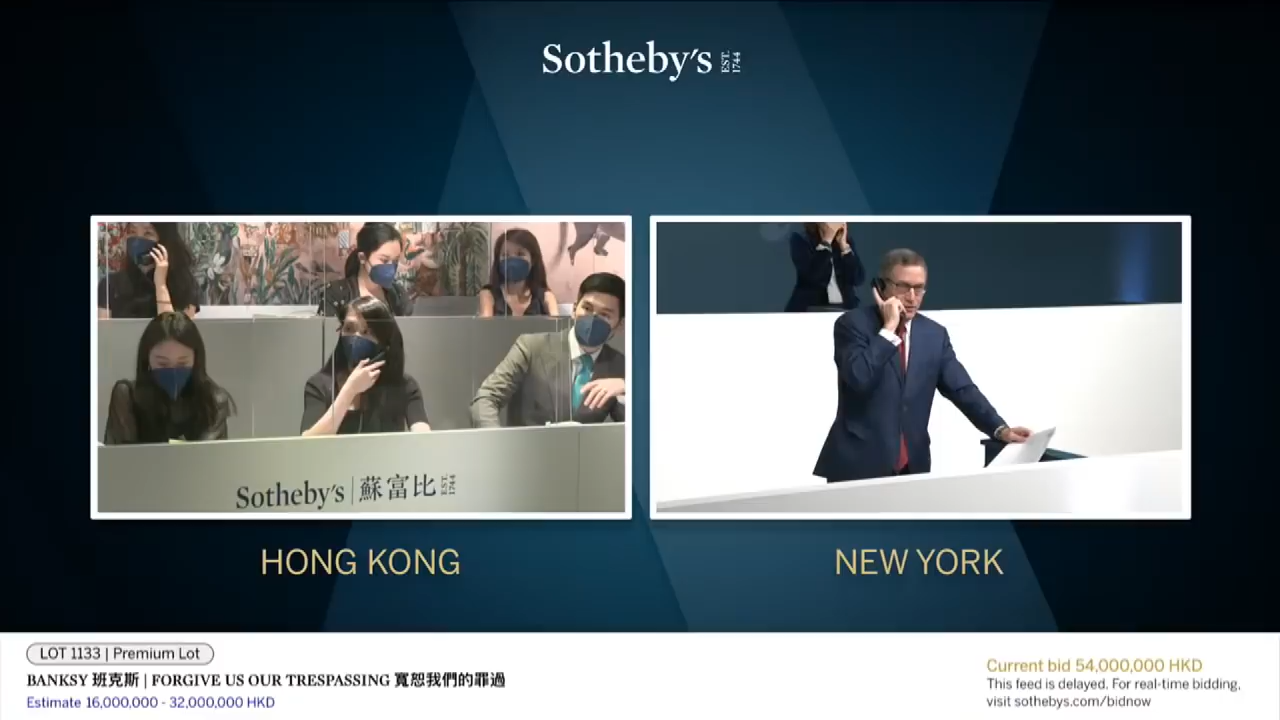 Sotheby's EST. 1744
Sotheby's | 蘇富比 EST. 1744
HONG KONG
NEW YORK
LOT 1133 | Premium Lot
BANKSY 班克斯 | FORGIVE US OUR TRESPASSING 寬恕我們的罪過
Estimate 16,000,000 - 32,000,000 HKD
Current bid 54,000,000 HKD
This feed is delayed. For real-time bidding,
visit sothebys.com/bidnow